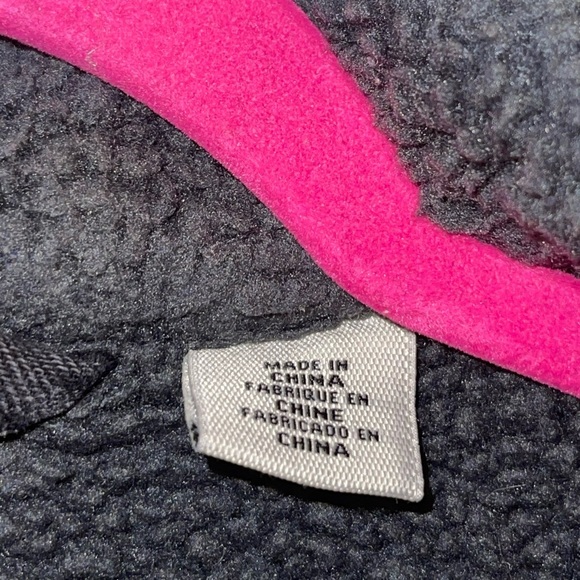 MADE IN
CHINA
FABRIQUE EN
CHINE
FABRICADO EN
CHINA